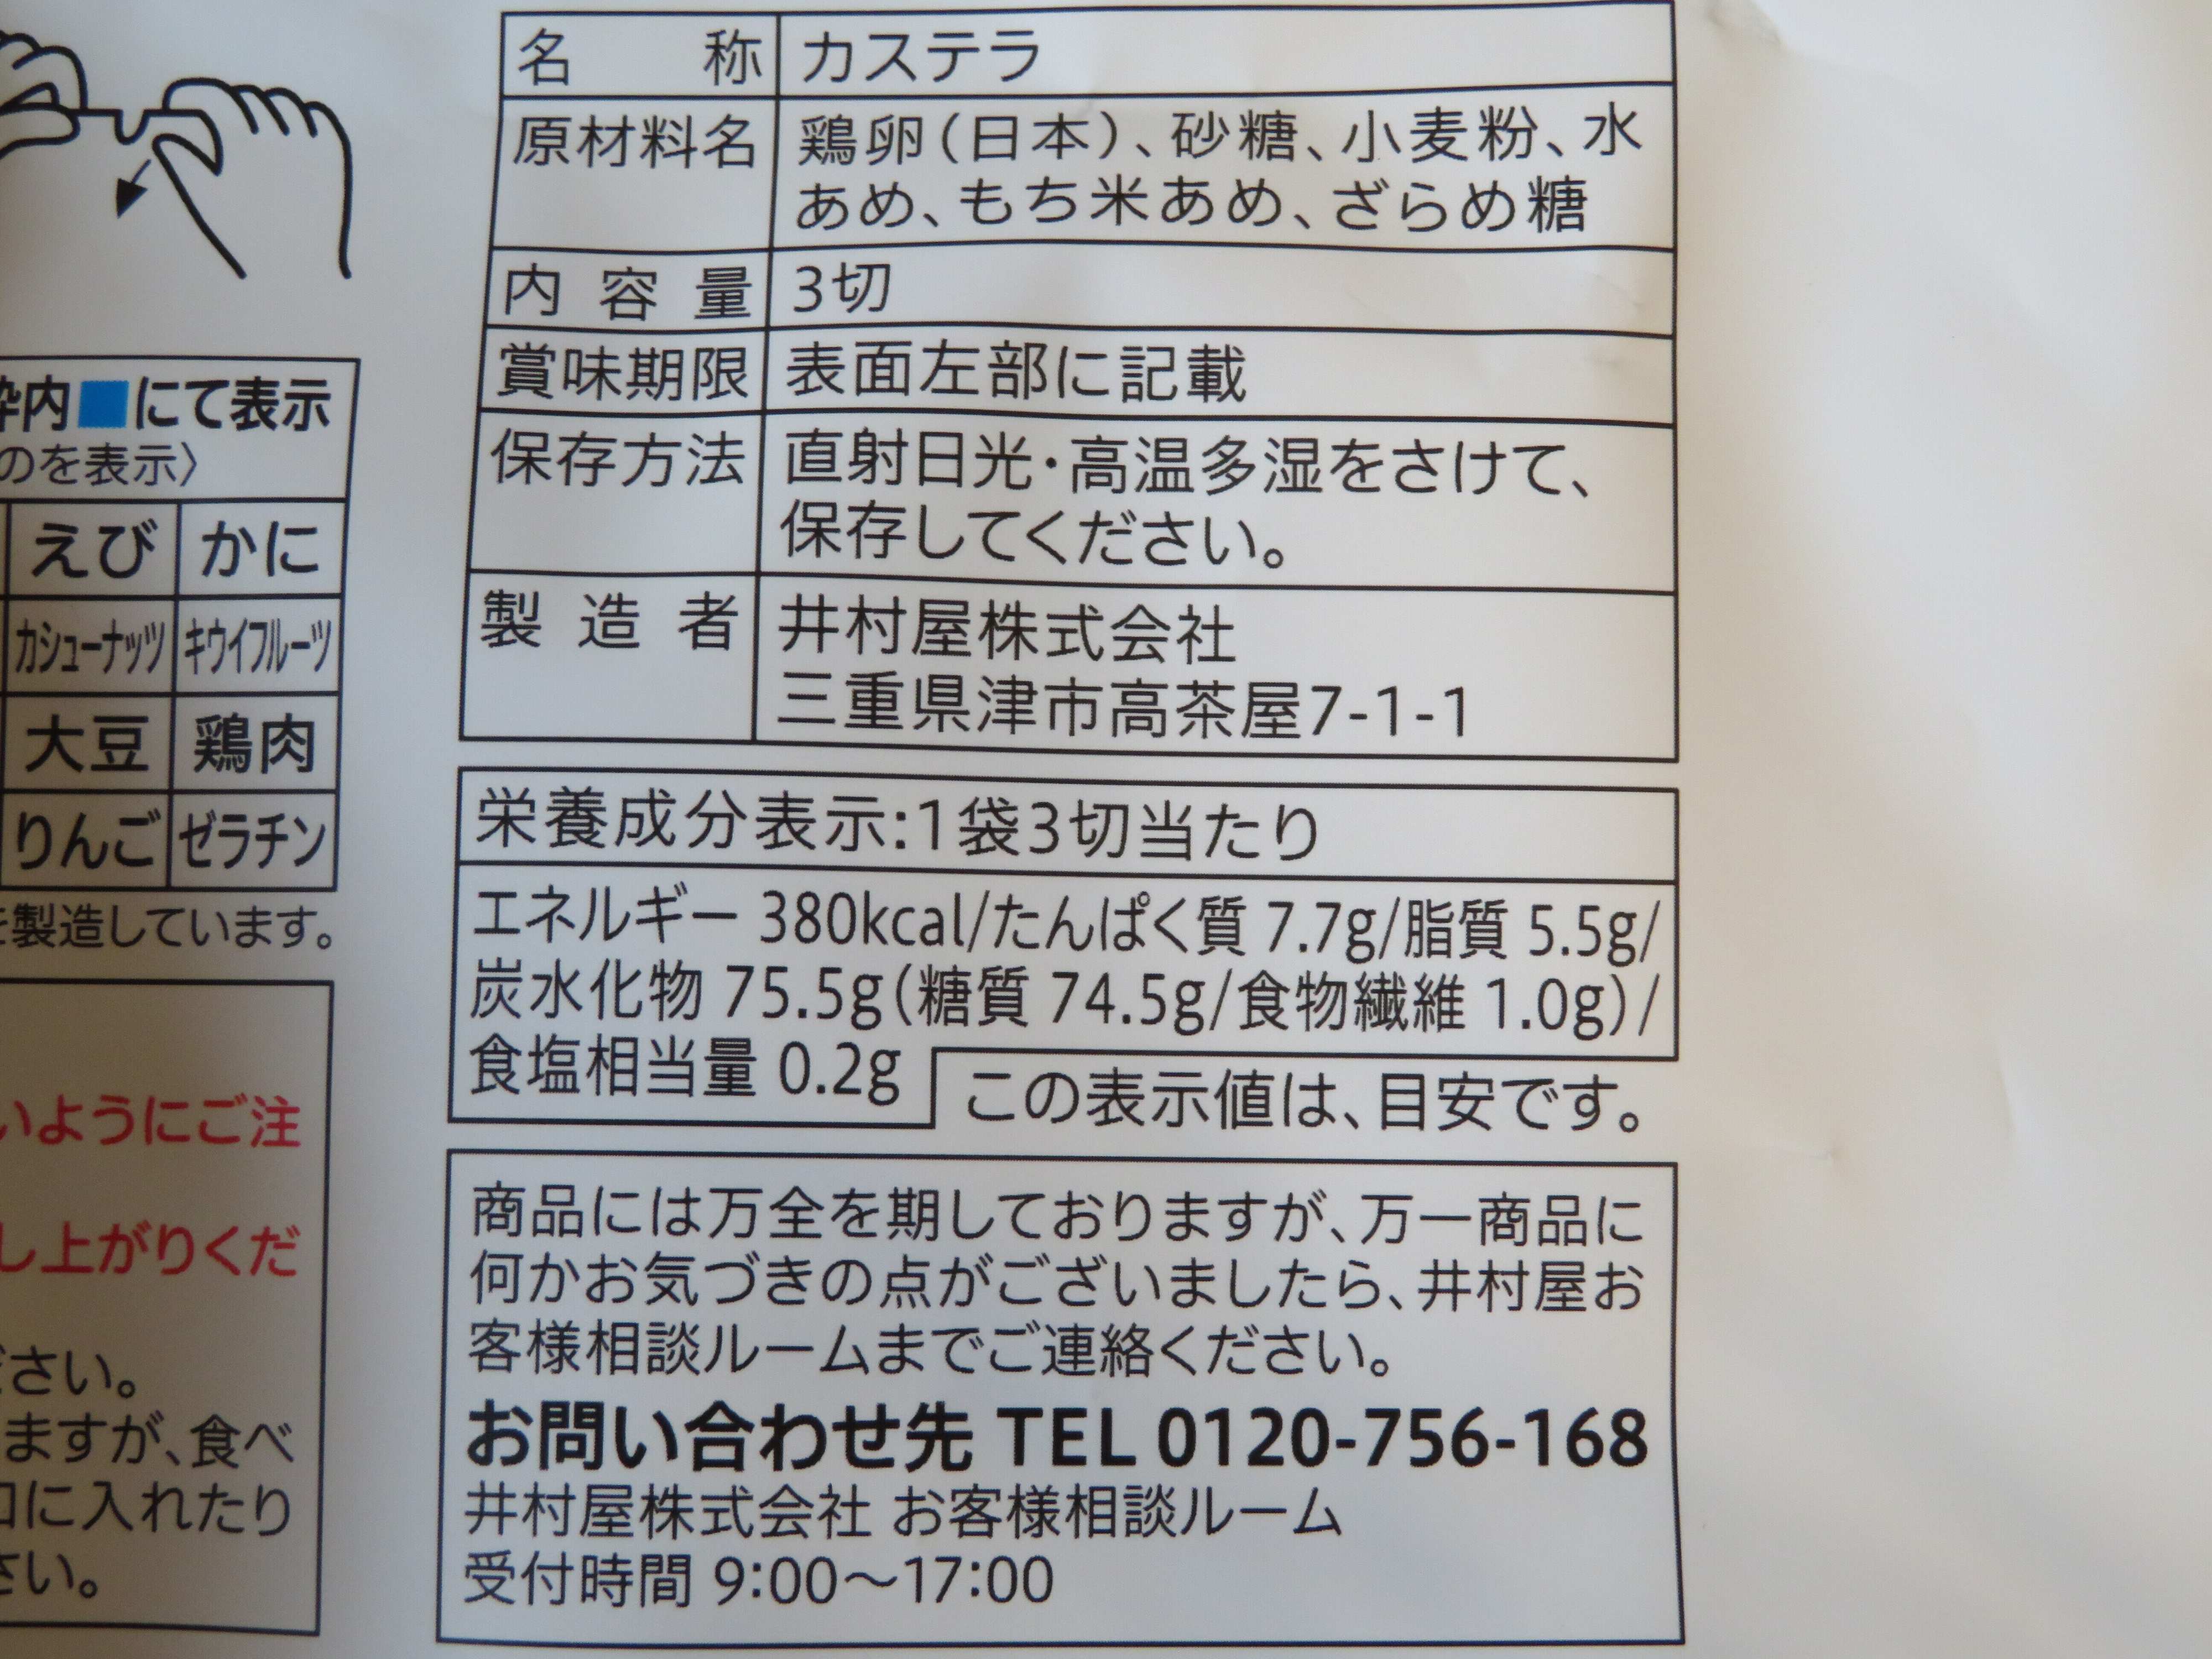 枠内■にて表示
のを表示〉
えび かに
カシューナッツ キウイフルーツ
大豆 鶏肉
りんご ゼラチン
を製造しています。
いようにご注
し上がりくだ
ださい。
ますが、食べ
口に入れたり
さい。
名称 カステラ
原材料名 鶏卵(日本)、砂糖、小麦粉、水
あめ、もち米あめ、ざらめ糖
内容量 3切
賞味期限 表面左部に記載
保存方法 直射日光・高温多湿をさけて、
保存してください。
製造者 井村屋株式会社
三重県津市高茶屋7-1-1
栄養成分表示:1袋3切当たり
エネルギー 380kcal/たんぱく質 7.7g/脂質 5.5g/
炭水化物 75.5g(糖質 74.5g/食物繊維 1.0g)/
食塩相当量 0.2g
この表示値は、目安です。
商品には万全を期しておりますが、万一商品に
何かお気づきの点がございましたら、井村屋お
客様相談ルームまでご連絡ください。
お問い合わせ先 TEL 0120-756-168
井村屋株式会社 お客様相談ルーム
受付時間 9:00～17:00